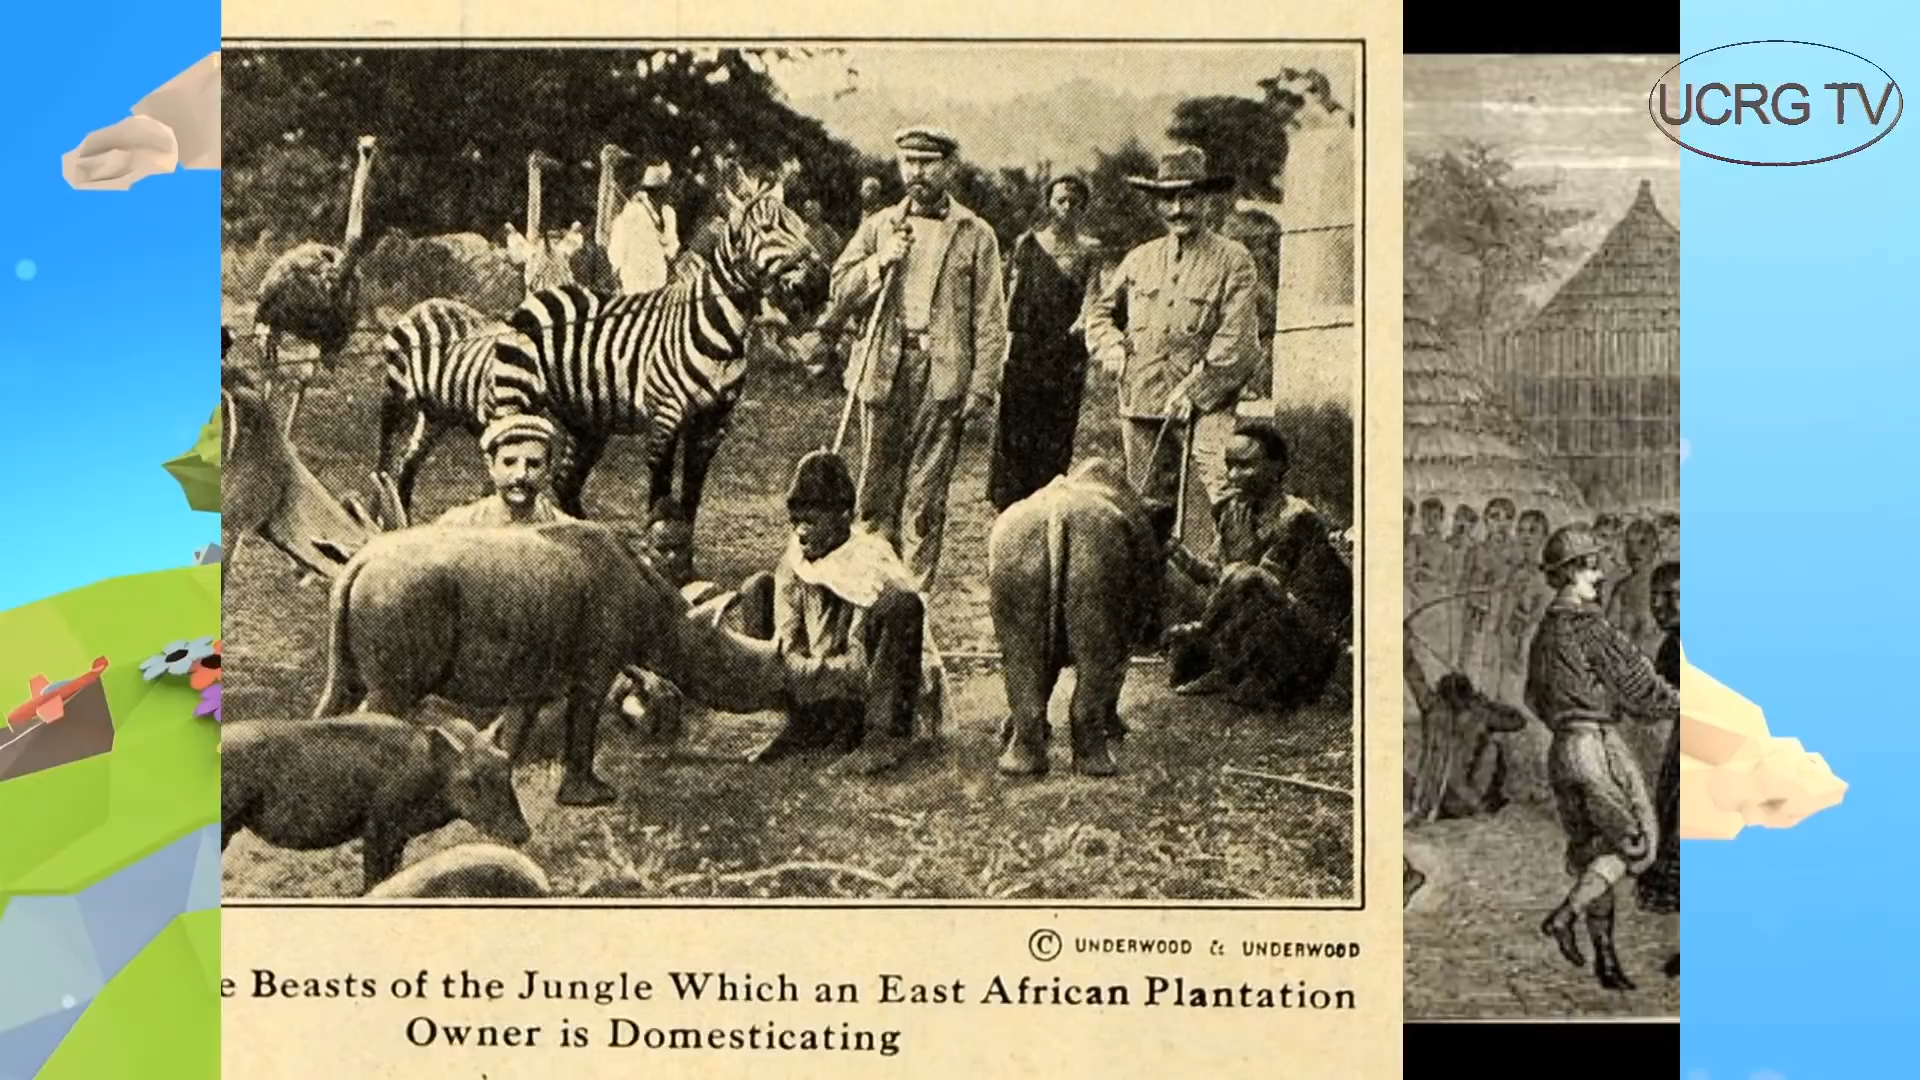 UCRG TV
© UNDERWOOD & UNDERWOOD
e Beasts of the Jungle Which an East African Plantation
Owner is Domesticating